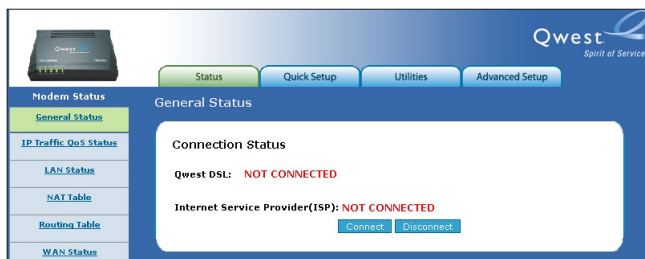 Qwest
Spirit of Service
Qwest
Status
Quick Setup
Utilities
Advanced Setup
Modem Status
General Status
General Status
IP Traffic QoS Status
LAN Status
NAT Table
Routing Table
WAN Status
Connection Status
Qwest DSL: NOT CONNECTED
Internet Service Provider(ISP): NOT CONNECTED
Connect
Disconnect